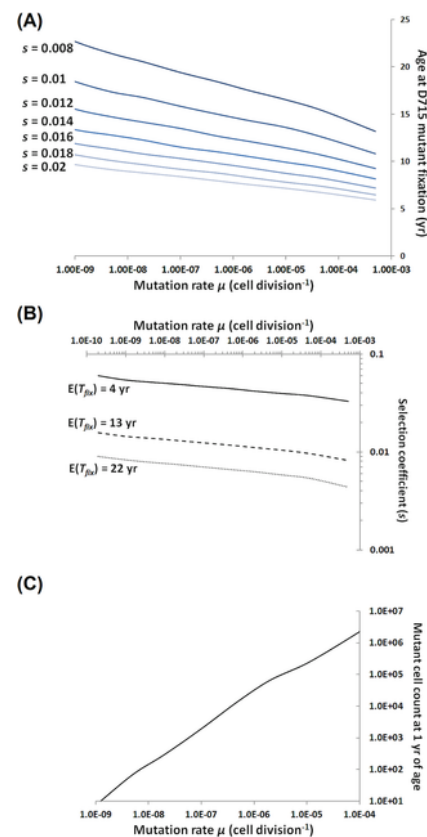 (A)
25
20
15
10
5
0
Age at D715 mutant fixation (yr)
s = 0.008
s = 0.01
s = 0.012
s = 0.014
s = 0.016
s = 0.018
s = 0.02
1.00E-09 1.00E-08 1.00E-07 1.00E-06 1.00E-05 1.00E-04 1.00E-03
Mutation rate μ (cell division-1)
(B)
Mutation rate μ (cell division-1)
1.0E-10 1.0E-09 1.0E-08 1.0E-07 1.0E-06 1.0E-05 1.0E-04 1.0E-03
0.1
0.01
0.001
Selection coefficient (s)
E(Tfix) = 4 yr
E(Tfix) = 13 yr
E(Tfix) = 22 yr
(C)
1.0E+07
1.0E+06
1.0E+05
1.0E+04
1.0E+03
1.0E+02
1.0E+01
Mutant cell count at 1 yr of age
1.0E-09 1.0E-08 1.0E-07 1.0E-06 1.0E-05 1.0E-04
Mutation rate μ (cell division-1)